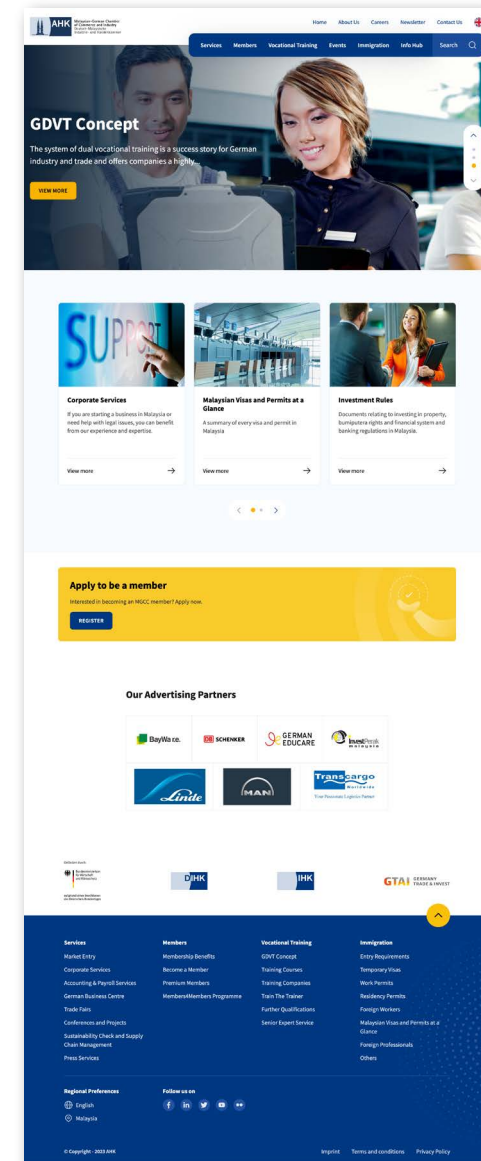 AHK
Malaysian-German Chamber
of Commerce and Industry
Deutsch-Malaysische
Industrie- und Handelskammer
Home About Us Careers Newsletter Contact Us
Services Members Vocational Training Events Immigration Info Hub Search
GDVT Concept
The system of dual vocational training is a success story for German
industry and trade and offers companies a highly...
VIEW MORE
SUPPORT
Corporate Services
If you are starting a business in Malaysia or
need help with legal issues, you can benefit
from our experience and expertise.
View more
Malaysian Visas and Permits at a
Glance
A summary of every visa and permit in
Malaysia
View more
Investment Rules
Documents relating to investing in property,
bumiputera rights and financial system and
banking regulations in Malaysia.
View more
Apply to be a member
Interested in becoming an MGCC member? Apply now.
REGISTER
Our Advertising Partners
BayWa r.e.
DB SCHENKER
GERMAN
EDUCARE
InvestPerak
malaysia
Linde
MAN
Transcargo
Worldwide
DIHK
IHK
GTAI GERMANY
TRADE & INVEST
Services
Market Entry
Corporate Services
Accounting & Payroll Services
German Business Centre
Trade Fairs
Conferences and Projects
Sustainability Check and Supply
Chain Management
Press Services
Members
Membership Benefits
Become a Member
Premium Members
Members4Members Programme
Vocational Training
GDVT Concept
Training Courses
Training Companies
Train The Trainer
Further Qualifications
Senior Expert Service
Immigration
Entry Requirements
Temporary Visas
Work Permits
Residency Permits
Foreign Workers
Malaysian Visas and Permits at a
Glance
Foreign Professionals
Others
Regional Preferences
English
Malaysia
Follow us on
© Copyright - 2023 AHK
Imprint Terms and conditions Privacy Policy